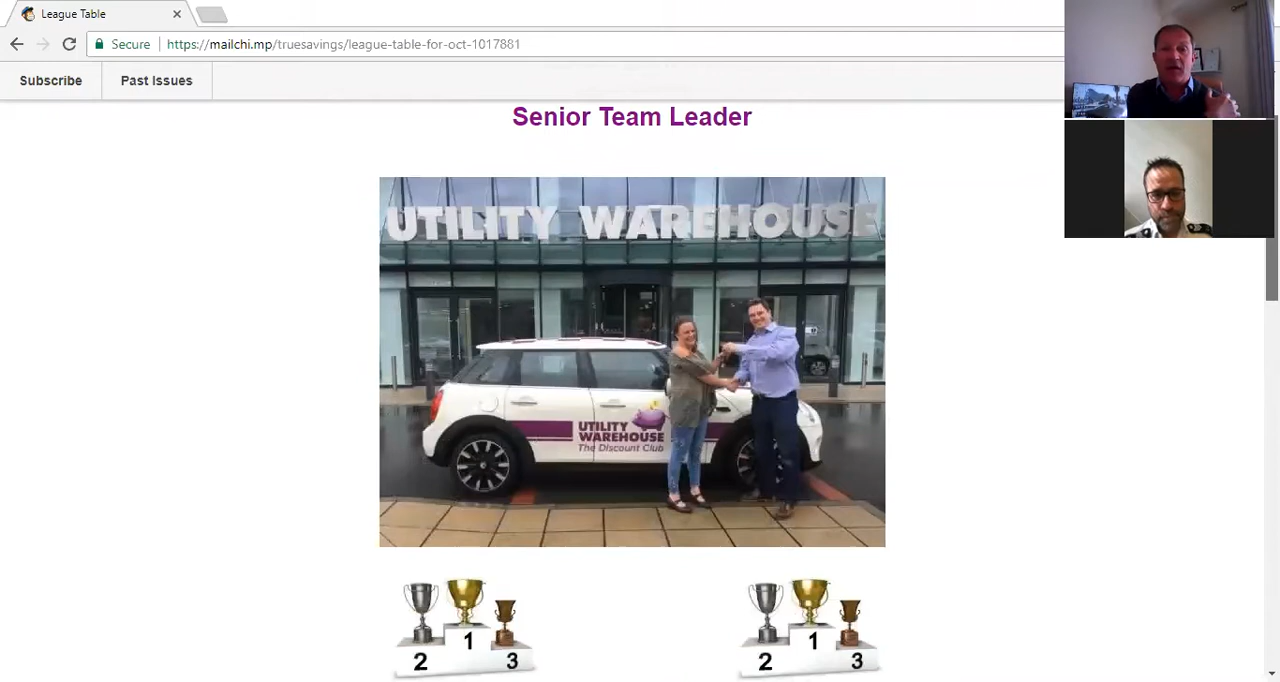 League Table
Secure
https://mailchi.mp/truesavings/league-table-for-oct-1017881
Subscribe
Past Issues
Senior Team Leader
UTILITY WAREHOUSE
UTILITY
WAREHOUSE
The Discount Club
1
2
3
1
2
3